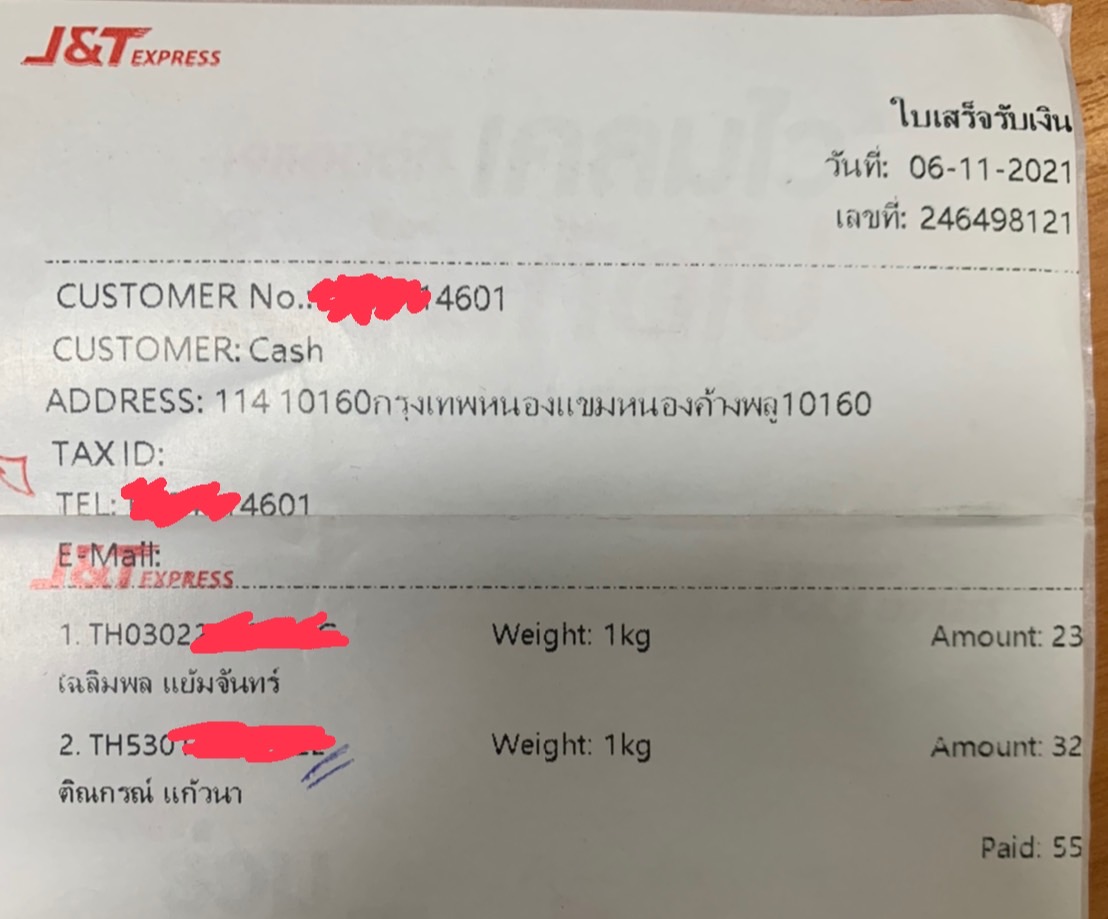 J&T EXPRESS
ใบเสร็จรับเงิน
วันที่: 06-11-2021
เลขที่: 246498121
CUSTOMER No.: 14601
CUSTOMER: Cash
ADDRESS: 114 10160กรุงเทพหนองแขมหนองค้างพลู10160
TAX ID:
TEL: 4601
E-Mail:
J&T EXPRESS
1. TH0302 Weight: 1kg Amount: 23
เฉลิมพล แย้มจันทร์
2. TH530 Weight: 1kg Amount: 32
ติณกรณ์ แก้วนา
Paid: 55